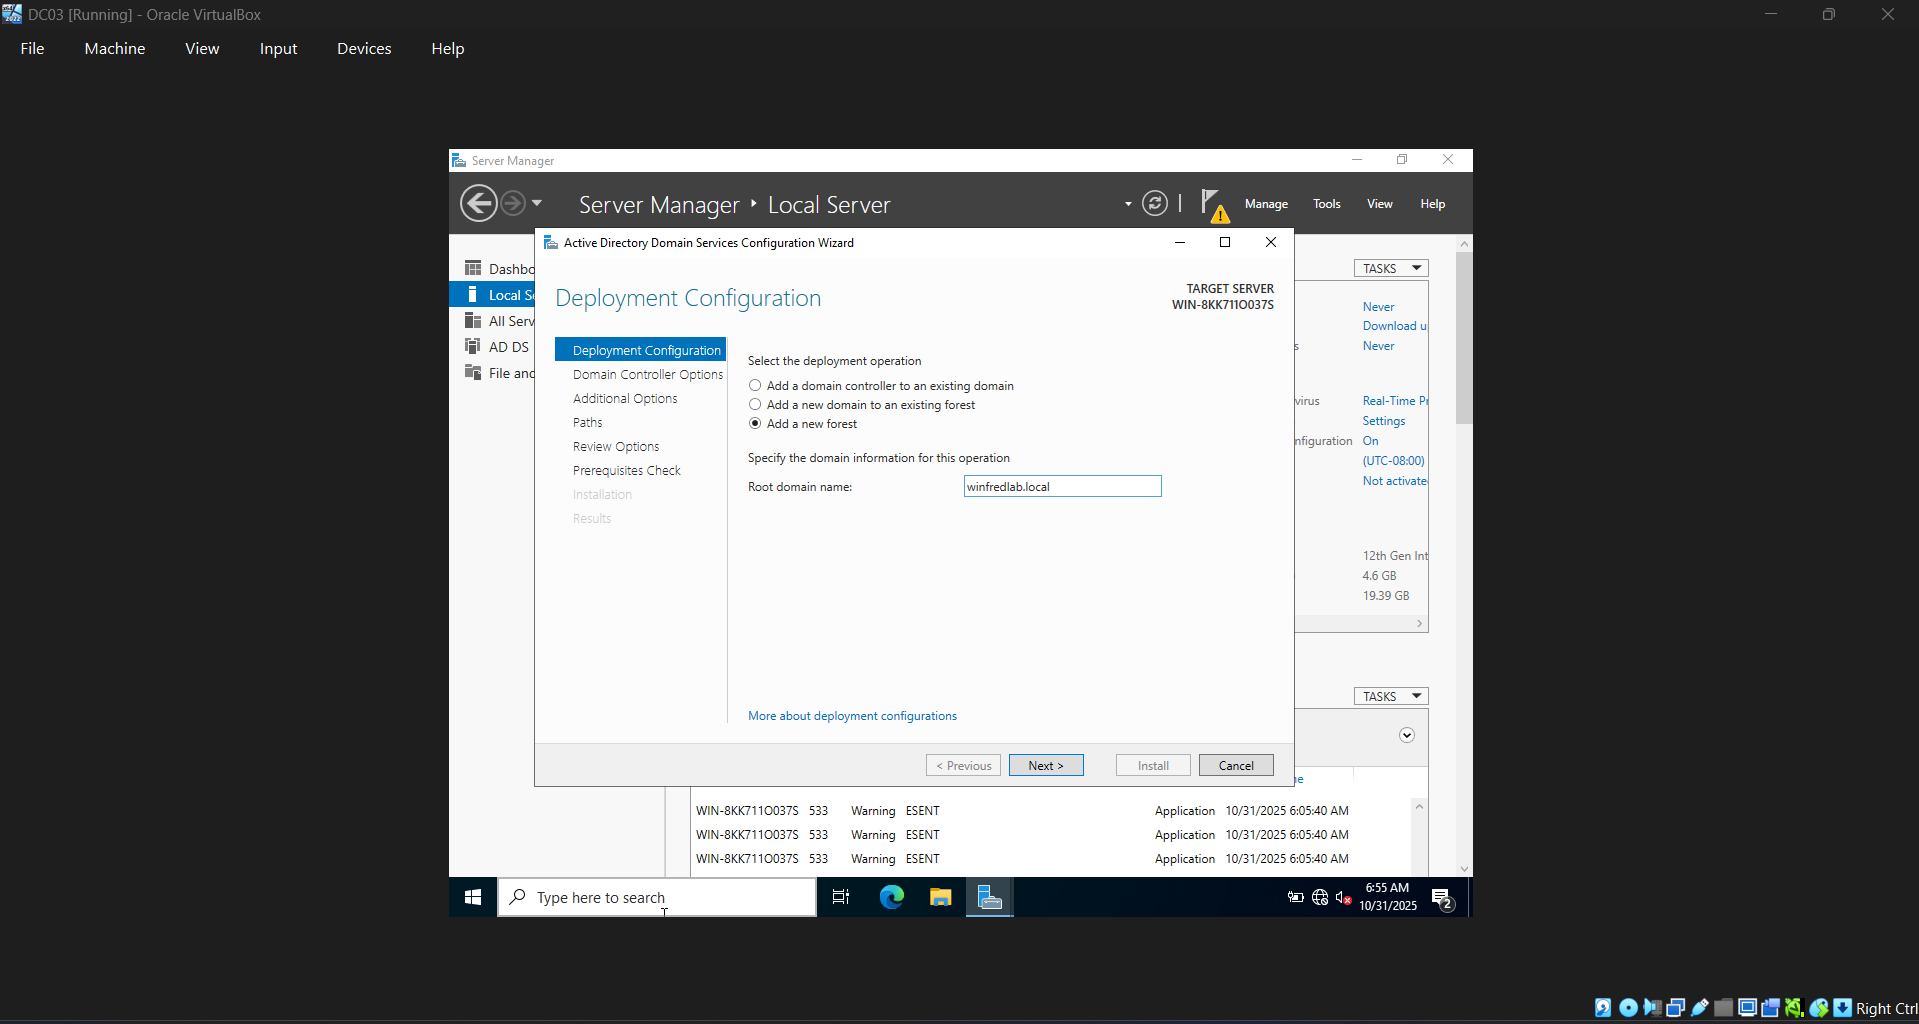 DC03 [Running] - Oracle VirtualBox
File Machine View Input Devices Help
Server Manager
Server Manager ‣ Local Server
Manage Tools View Help
Active Directory Domain Services Configuration Wizard
Deployment Configuration
TARGET SERVER
WIN-8KK711O037S
Dashbo
Local Se
All Serv
AD DS
File and
Deployment Configuration
Domain Controller Options
Additional Options
Paths
Review Options
Prerequisites Check
Installation
Results
Select the deployment operation
Add a domain controller to an existing domain
Add a new domain to an existing forest
Add a new forest
Specify the domain information for this operation
Root domain name: winfredlab.local
More about deployment configurations
< Previous Next > Install Cancel
TASKS
Never
Download u
s Never
virus Real-Time Pr
Settings
nfiguration On
(UTC-08:00)
Not activate
12th Gen Int
4.6 GB
19.39 GB
TASKS
ne
WIN-8KK711O037S 533 Warning ESENT Application 10/31/2025 6:05:40 AM
WIN-8KK711O037S 533 Warning ESENT Application 10/31/2025 6:05:40 AM
WIN-8KK711O037S 533 Warning ESENT Application 10/31/2025 6:05:40 AM
Type here to search
6:55 AM
10/31/2025
2
Right Ctrl